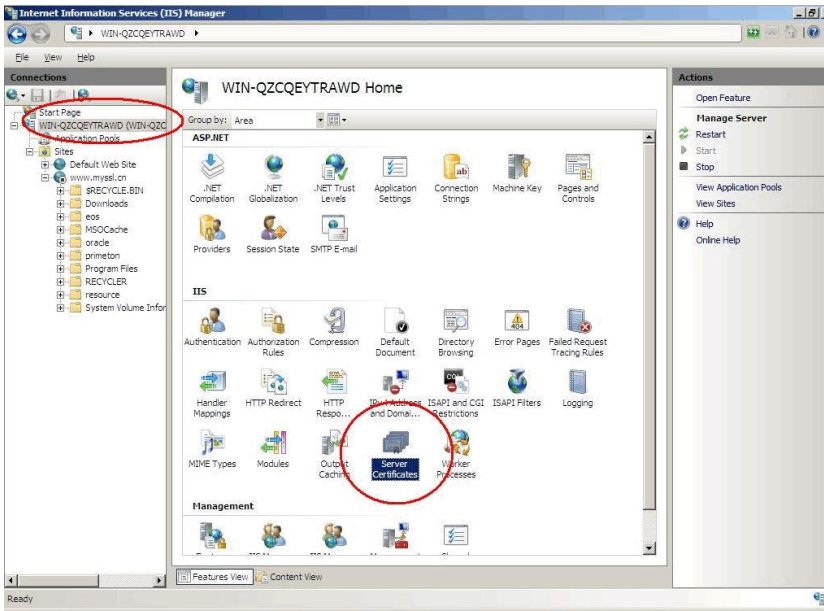 Internet Information Services (IIS) Manager
WIN-QZCQEYTRAWD
File View Help
Connections
Start Page
WIN-QZCQEYTRAWD (WIN-QZC
Application Pools
Sites
Default Web Site
www.myssl.cn
$RECYCLE.BIN
Downloads
eos
MSOCache
oracle
primeton
Program Files
RECYCLER
resource
System Volume Infor
WIN-QZCQEYTRAWD Home
Group by: Area
ASP.NET
.NET Compilation
.NET Globalization
.NET Trust Levels
Application Settings
Connection Strings
Machine Key
Pages and Controls
Providers
Session State
SMTP E-mail
IIS
Authentication
Authorization Rules
Compression
Default Document
Directory Browsing
Error Pages
Failed Request Tracing Rules
Handler Mappings
HTTP Redirect
HTTP Respo...
IPv4 Address and Domai...
ISAPI and CGI Restrictions
ISAPI Filters
Logging
MIME Types
Modules
Output Caching
Server Certificates
Worker Processes
Management
Features View
Content View
Actions
Open Feature
Manage Server
Restart
Start
Stop
View Application Pools
View Sites
Help
Online Help
Ready